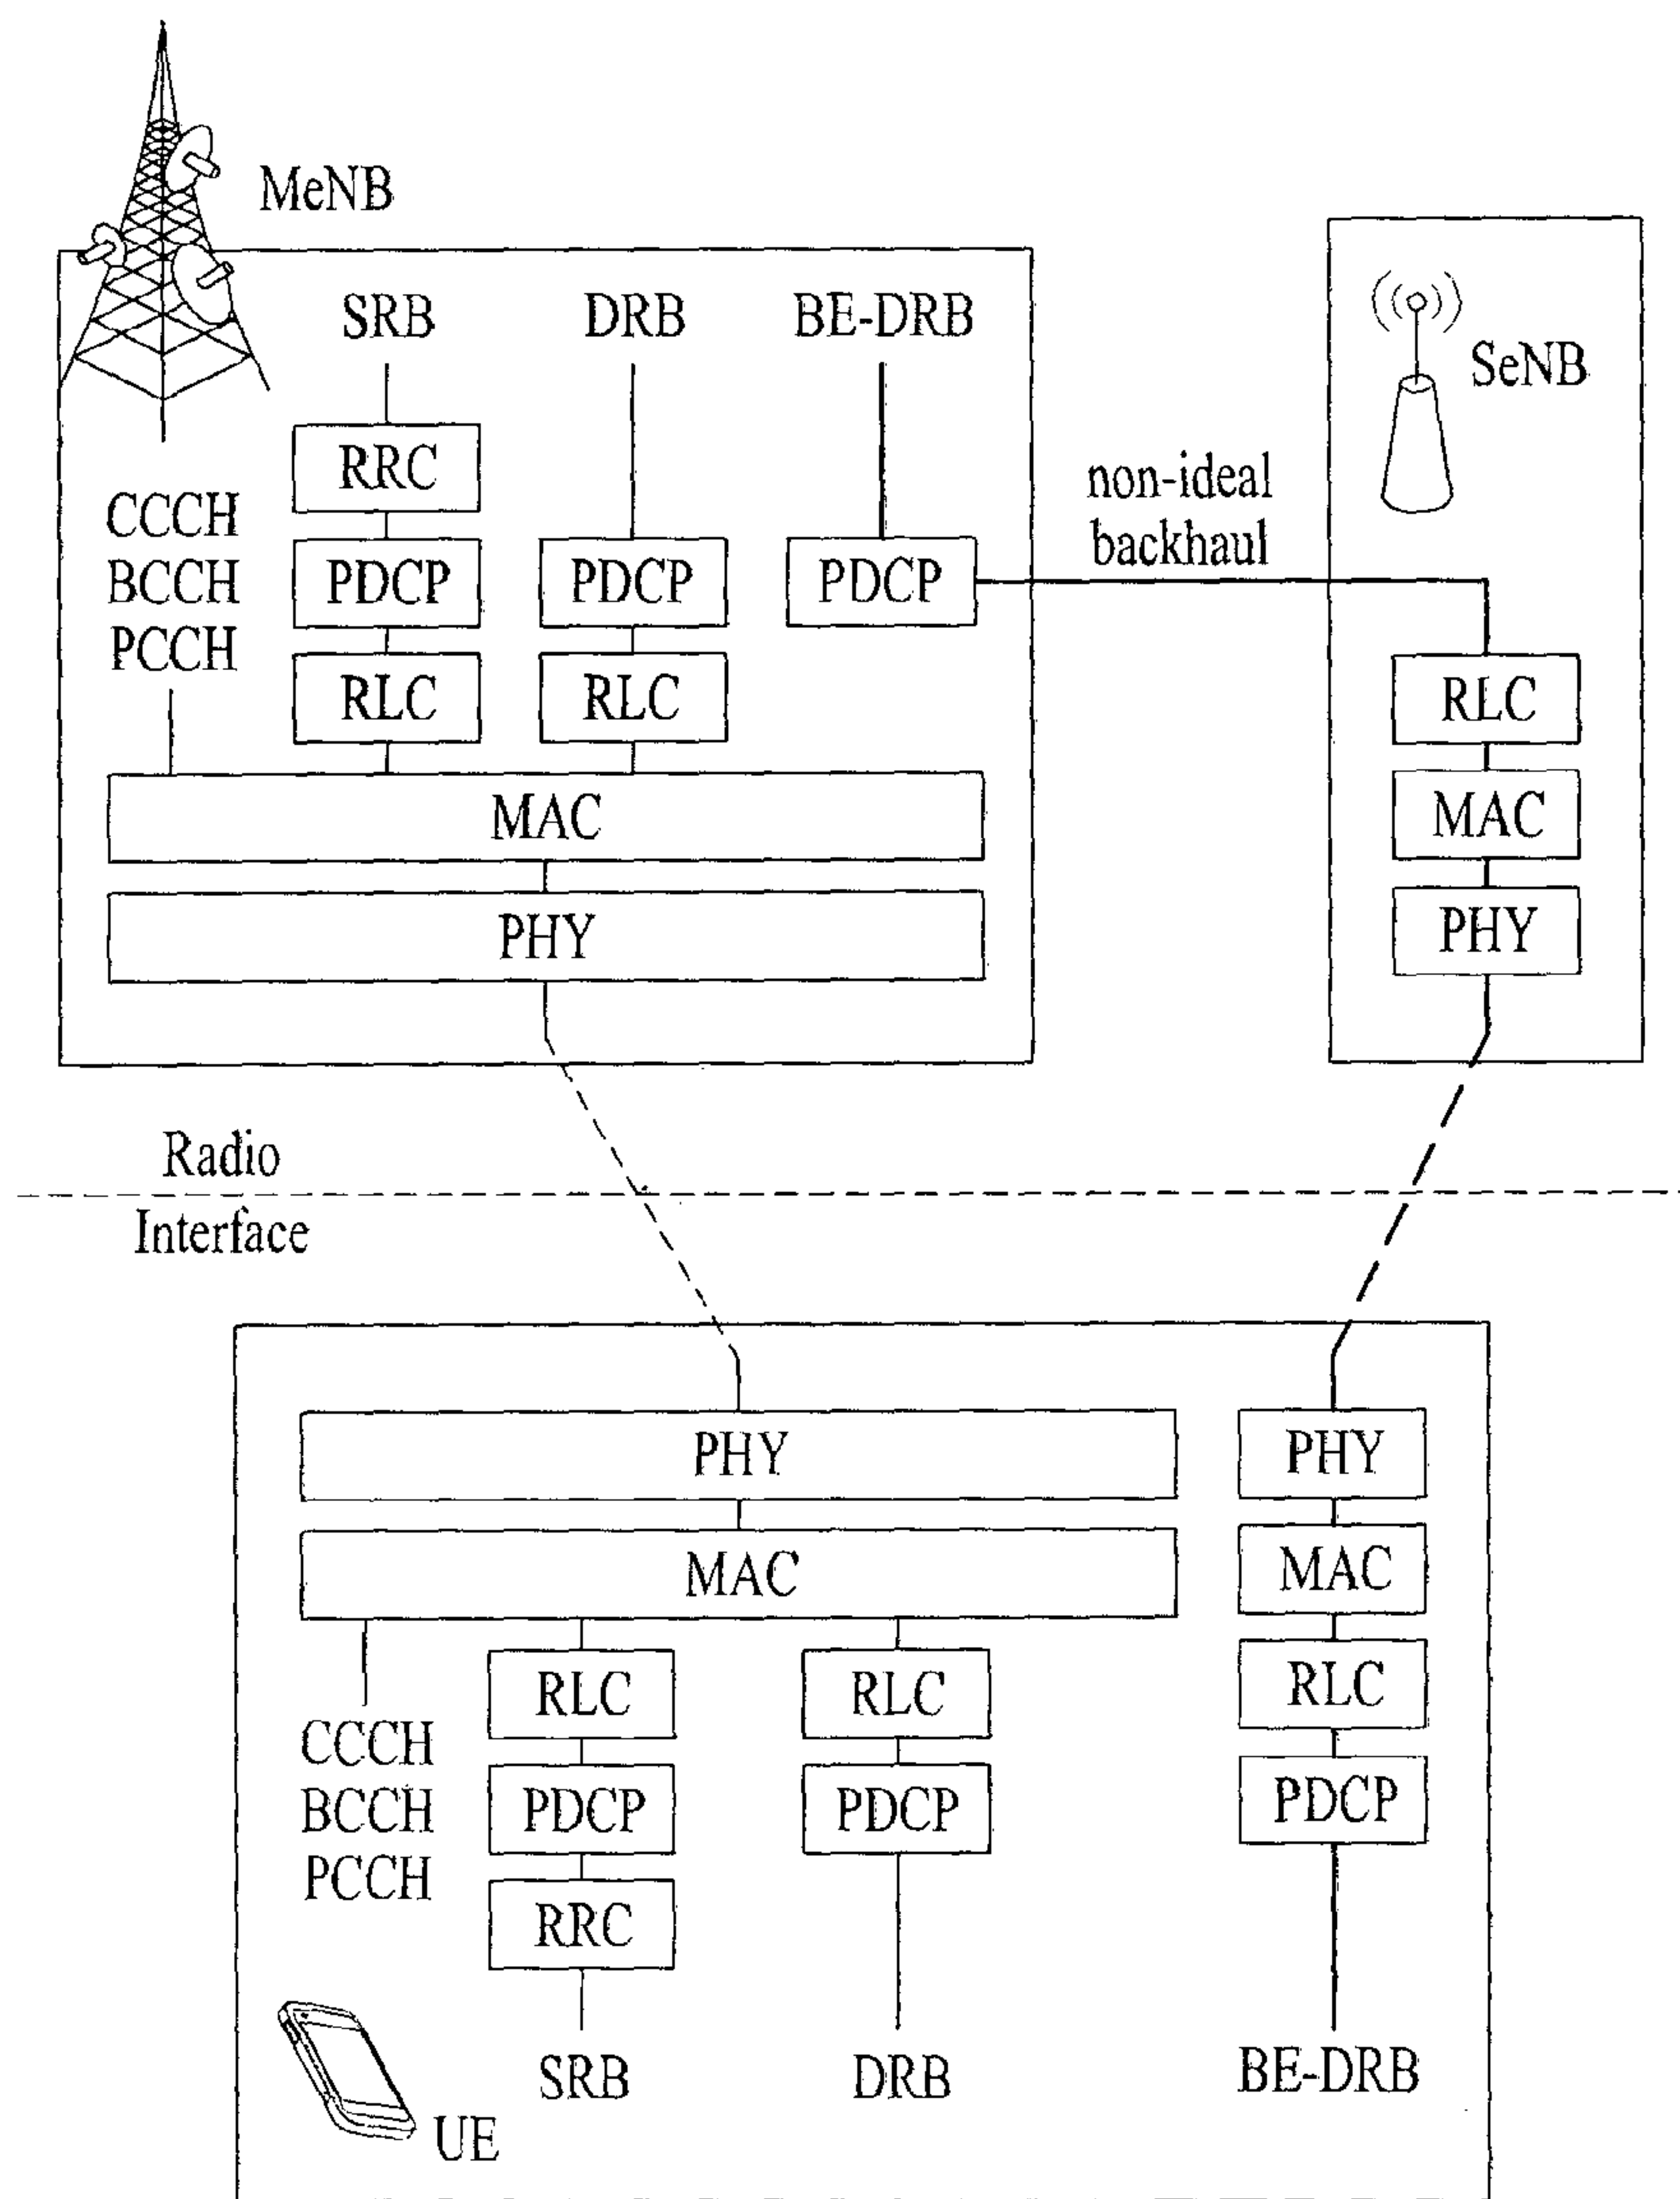 MeNB
SRB DRB BE-DRB
SeNB
RRC
non-ideal
backhaul
CCCH
BCCH
PCCH
PDCP PDCP PDCP
RLC RLC RLC
MAC MAC
PHY PHY
Radio
Interface
PHY PHY
MAC MAC
RLC RLC RLC
CCCH
BCCH
PCCH
PDCP PDCP PDCP
RRC
SRB DRB BE-DRB
UE